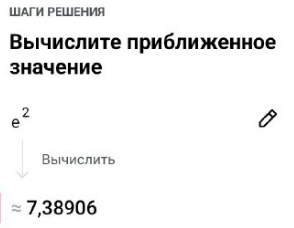 ШАГИ РЕШЕНИЯ
Вычислите приближенное
значение
e²
Вычислить
≈ 7,38906